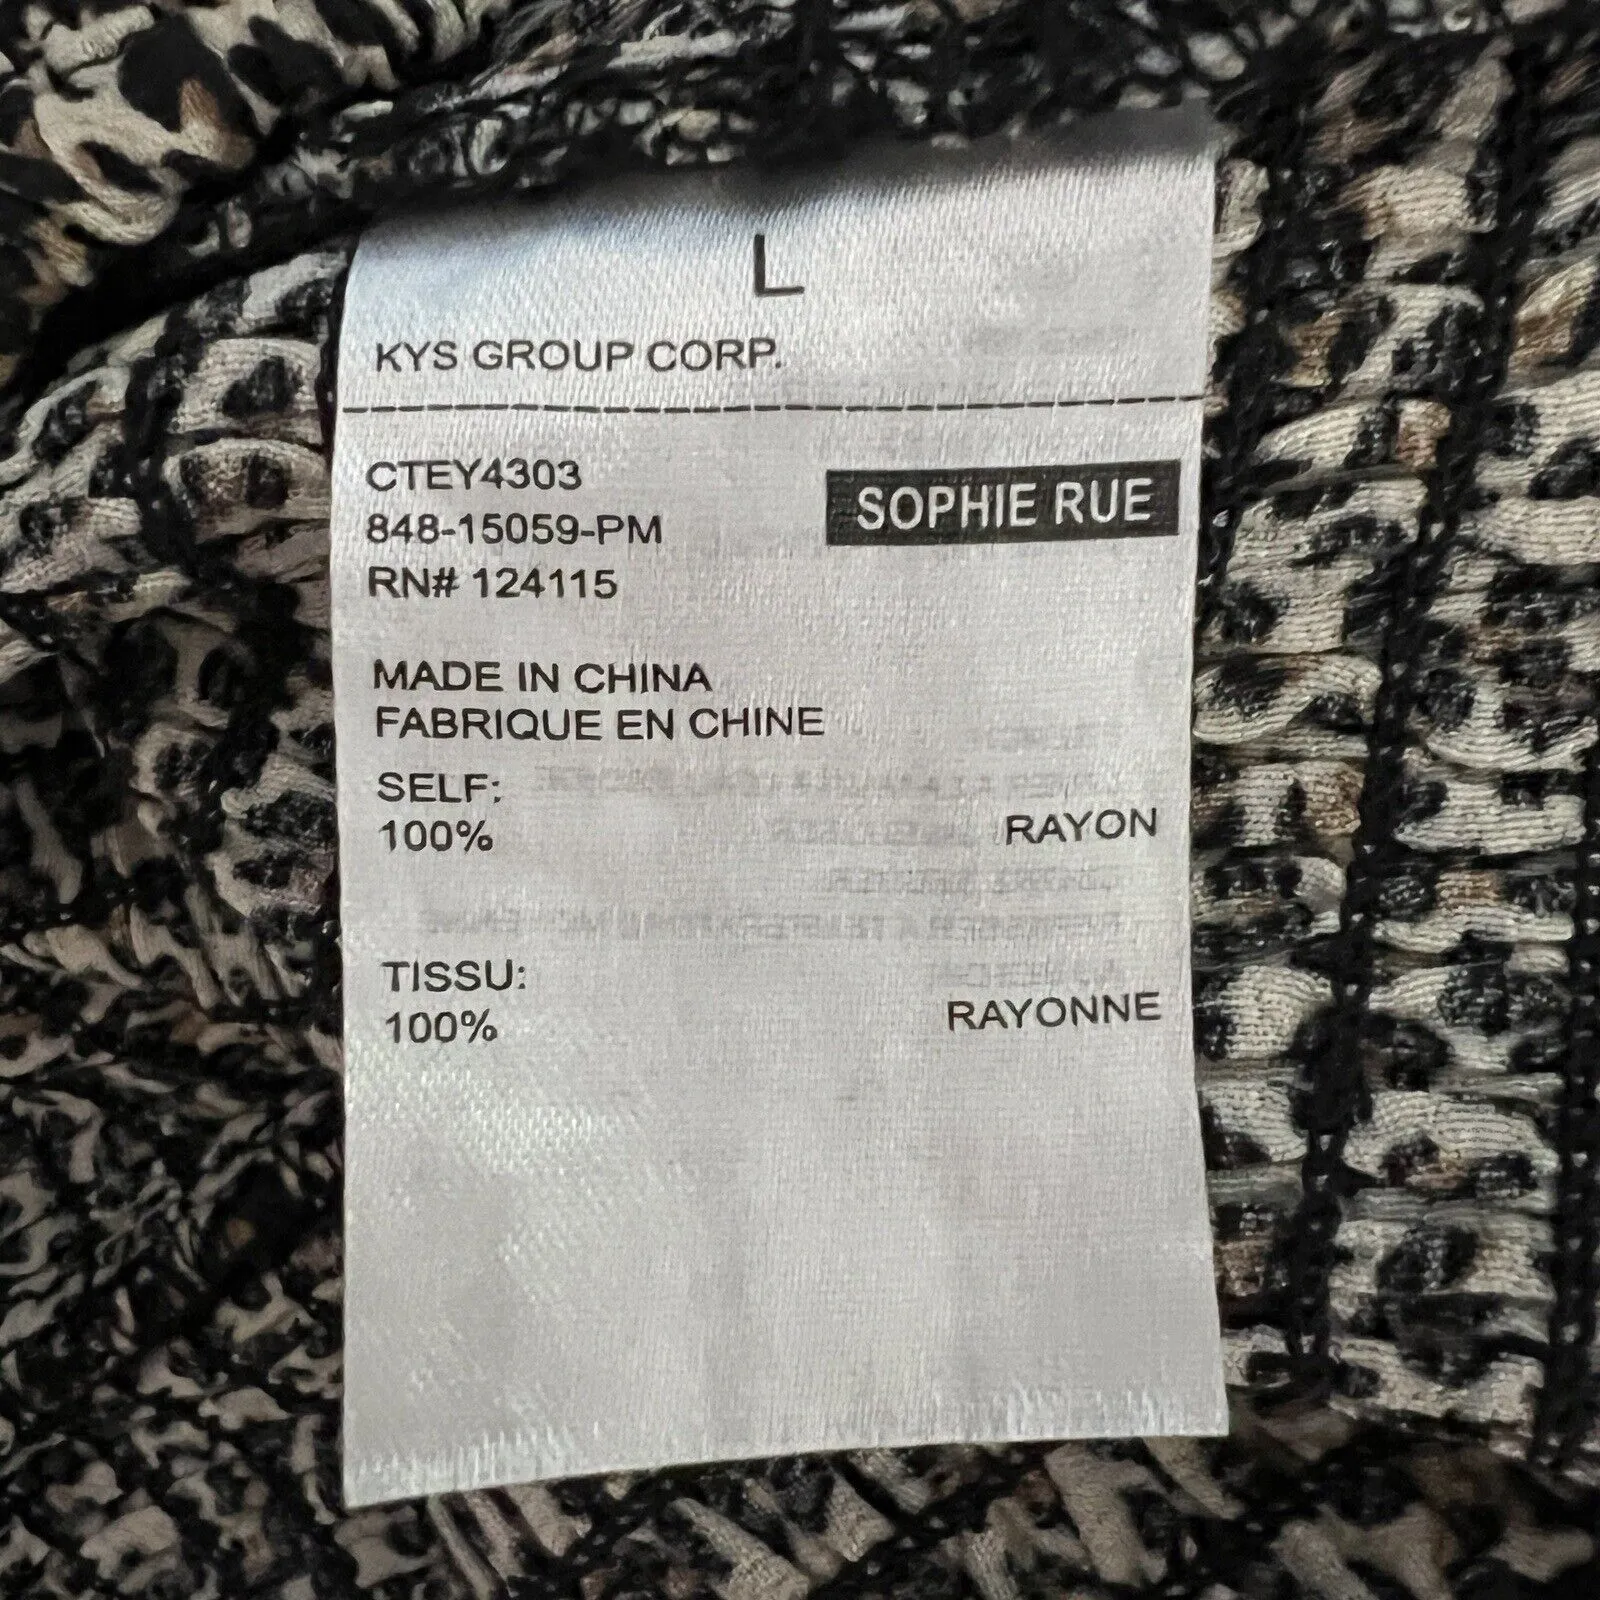 L
KYS GROUP CORP.
CTEY4303
SOPHIE RUE
848-15059-PM
RN# 124115
MADE IN CHINA
FABRIQUE EN CHINE
SELF:
100% RAYON
TISSU:
100% RAYONNE